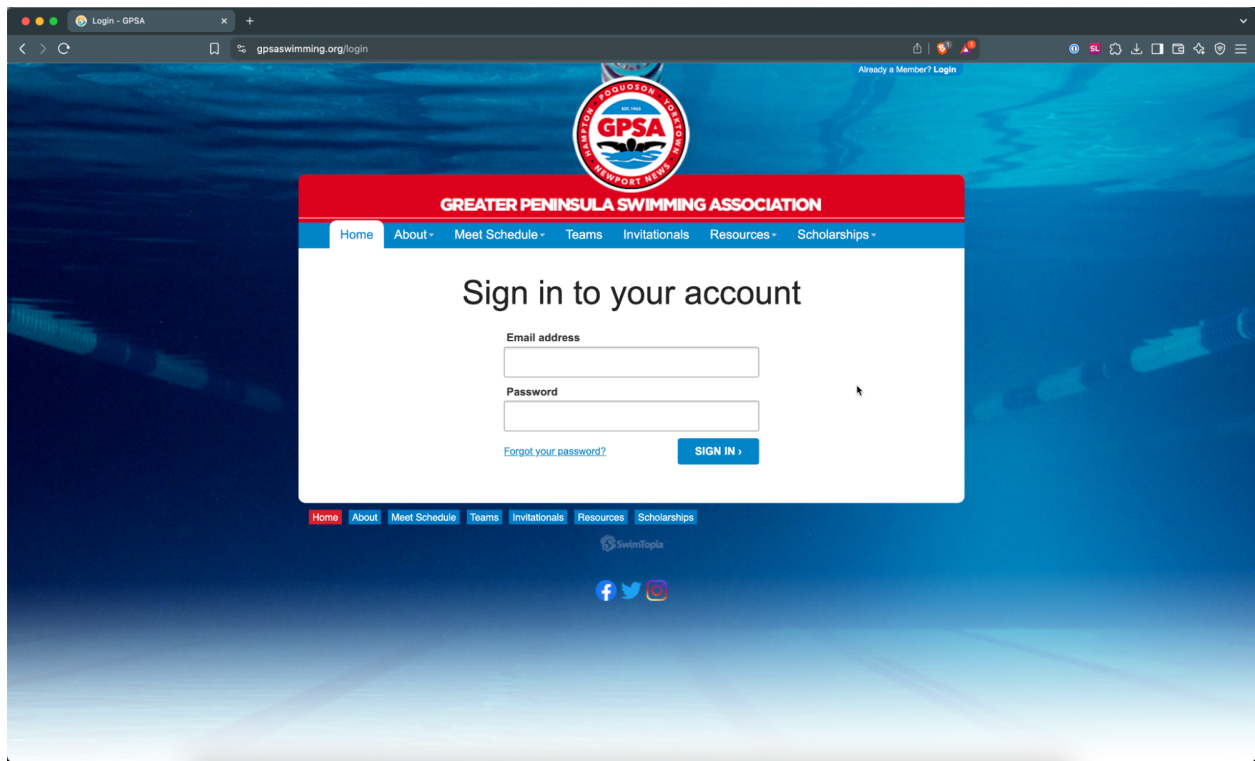 Login - GPSA
gpsaswimming.org/login
Already a Member? Login
HAMPTON · POQUOSON · YORKTOWN · NEWPORT NEWS
EST. 1963
GPSA
GREATER PENINSULA SWIMMING ASSOCIATION
Home About Meet Schedule Teams Invitationals Resources Scholarships
Sign in to your account
Email address
Password
Forgot your password? SIGN IN ›
Home About Meet Schedule Teams Invitationals Resources Scholarships
SwimTopia